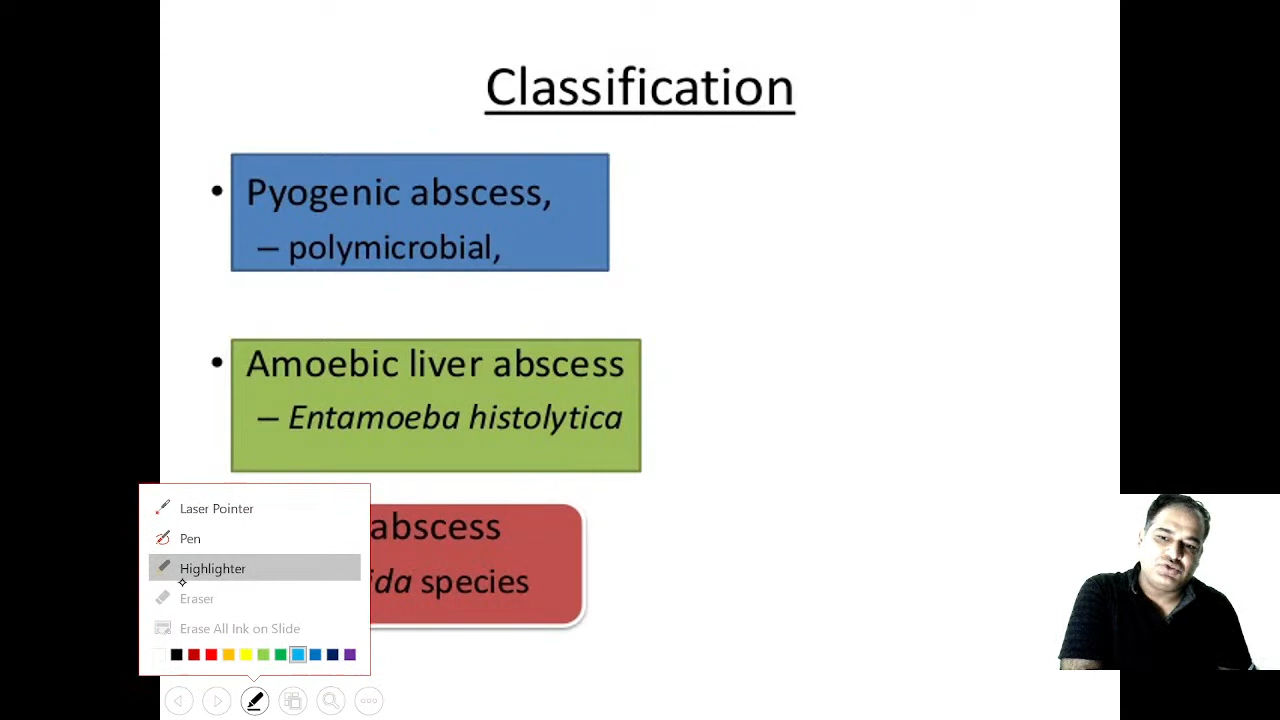 Classification
• Pyogenic abscess,
– polymicrobial,
• Amoebic liver abscess
– Entamoeba histolytica
abscess
species
Laser Pointer
Pen
Highlighter
Eraser
Erase All Ink on Slide